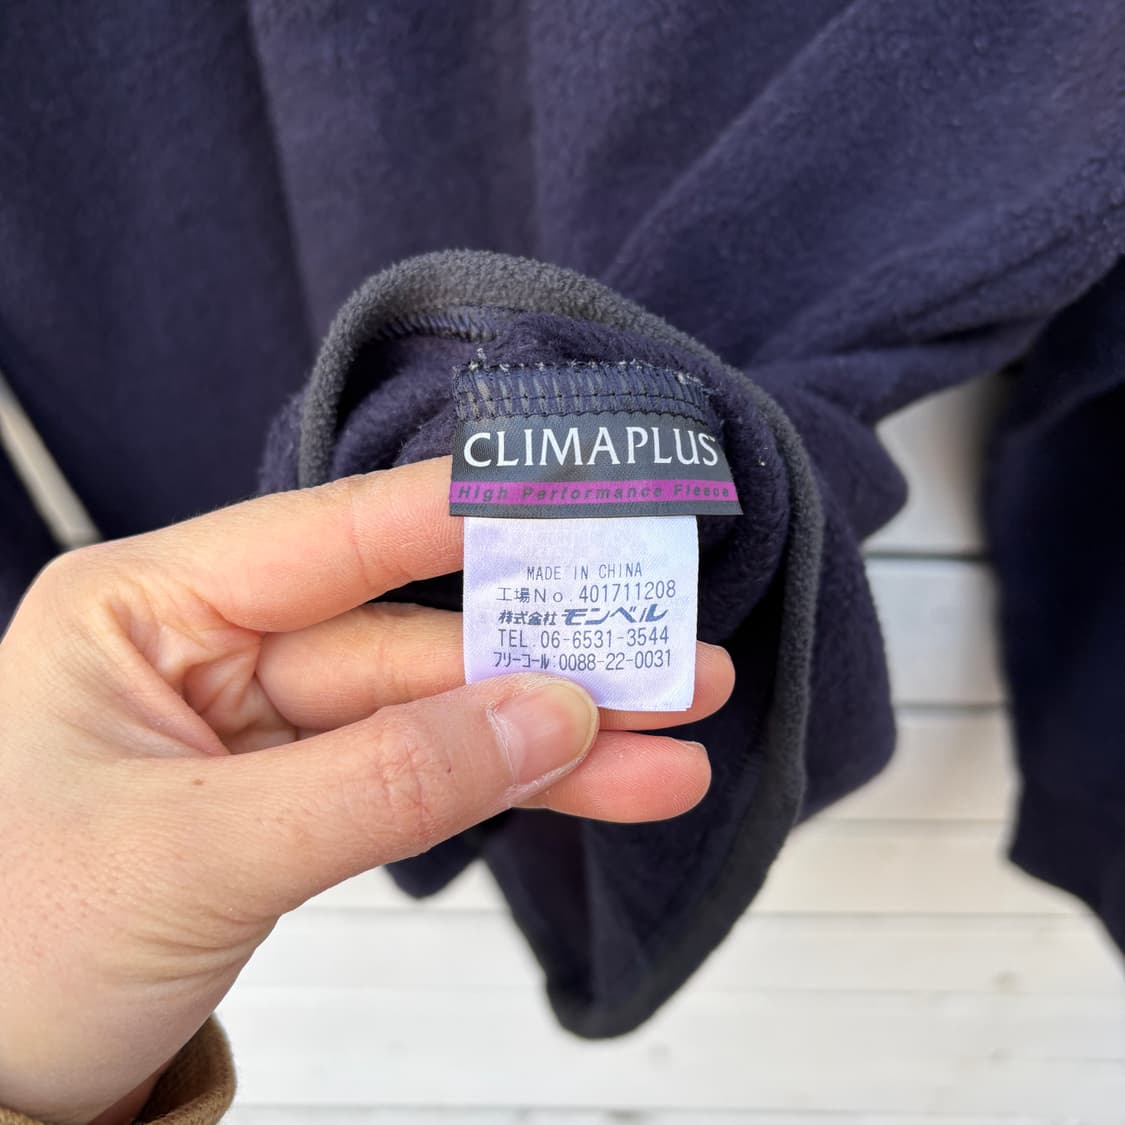 CLIMAPLUS
High Performance Fleece
MADE IN CHINA
工場No.401711208
株式会社 モンベル
TEL.06-6531-3544
フリーコール:0088-22-0031